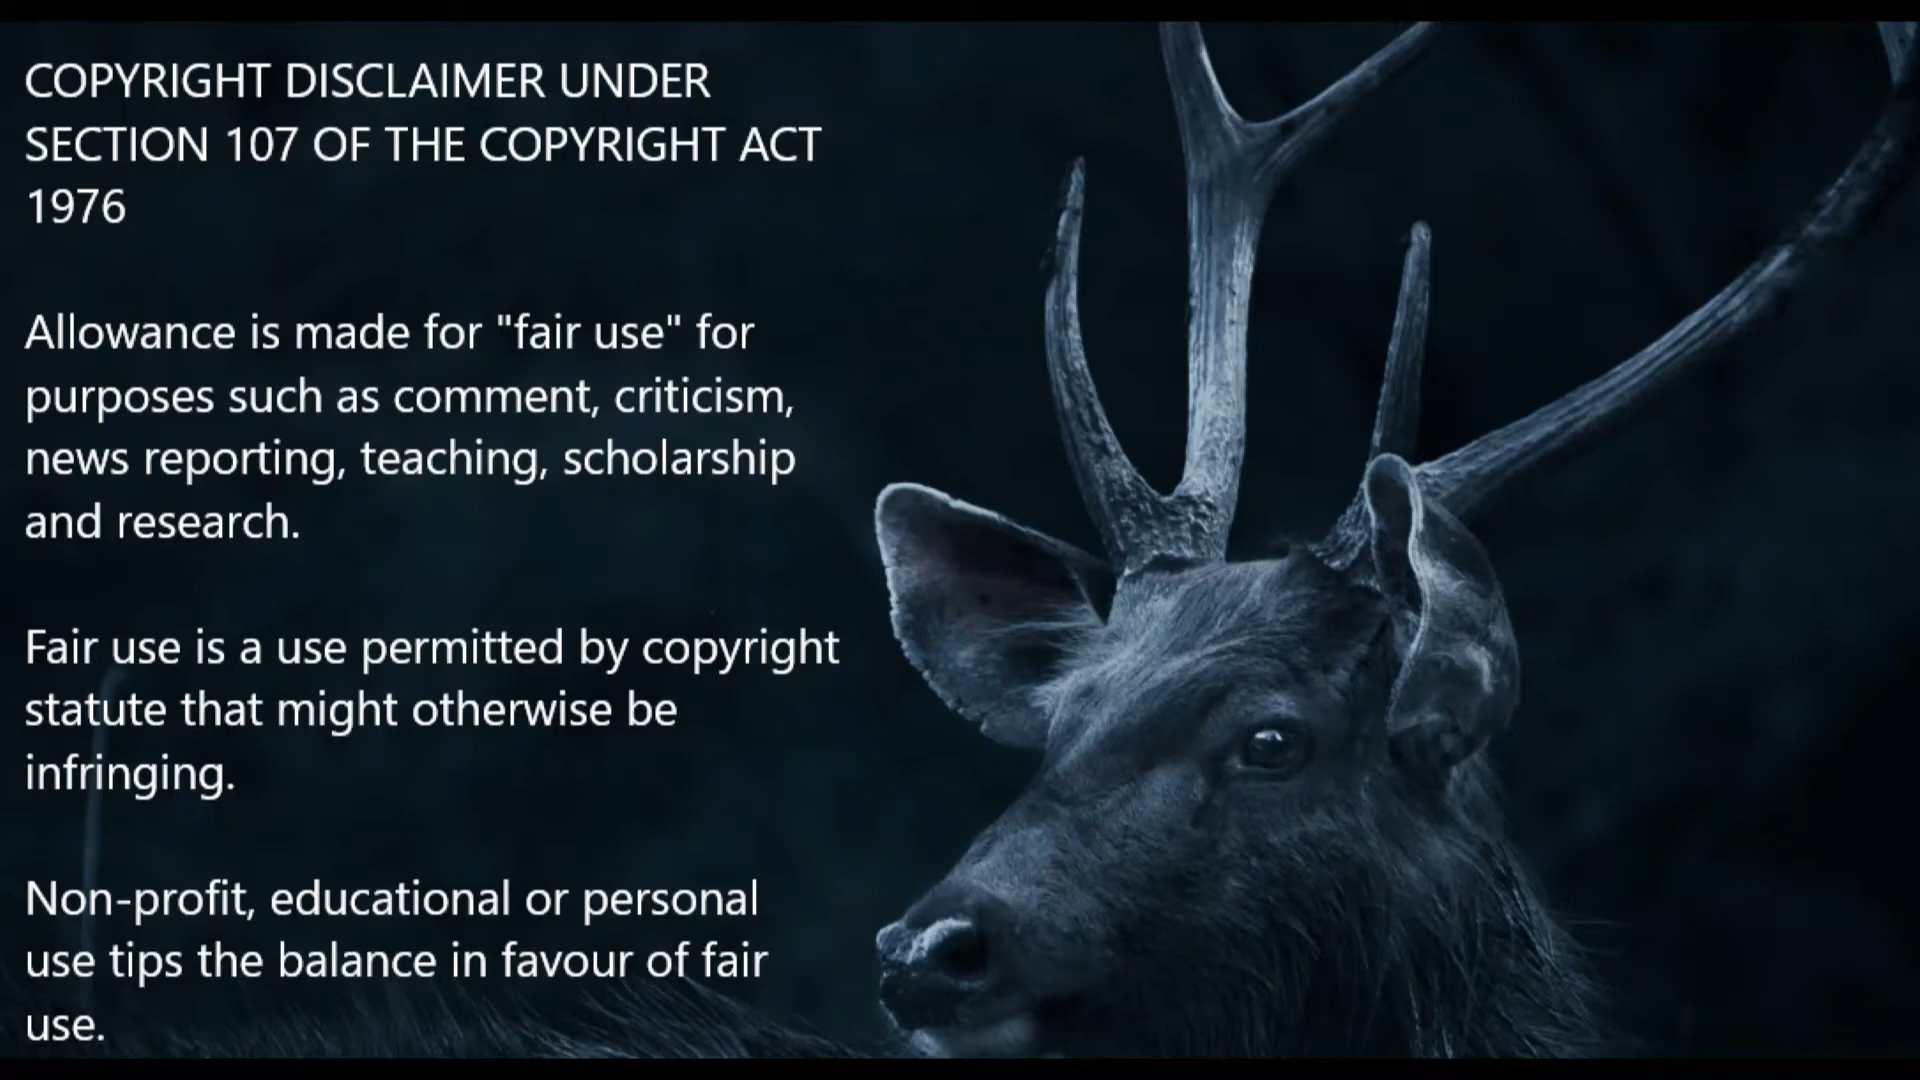 COPYRIGHT DISCLAIMER UNDER
SECTION 107 OF THE COPYRIGHT ACT
1976
Allowance is made for "fair use" for
purposes such as comment, criticism,
news reporting, teaching, scholarship
and research.
Fair use is a use permitted by copyright
statute that might otherwise be
infringing.
Non-profit, educational or personal
use tips the balance in favour of fair
use.